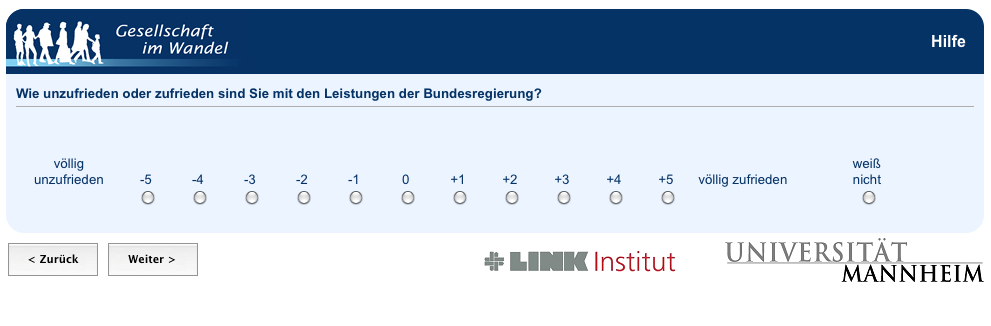 Gesellschaft
im Wandel
Hilfe
Wie unzufrieden oder zufrieden sind Sie mit den Leistungen der Bundesregierung?
völlig
unzufrieden
-5 -4 -3 -2 -1 0 +1 +2 +3 +4 +5
völlig zufrieden
weiß
nicht
< Zurück
Weiter >
LINK Institut
UNIVERSITÄT
MANNHEIM